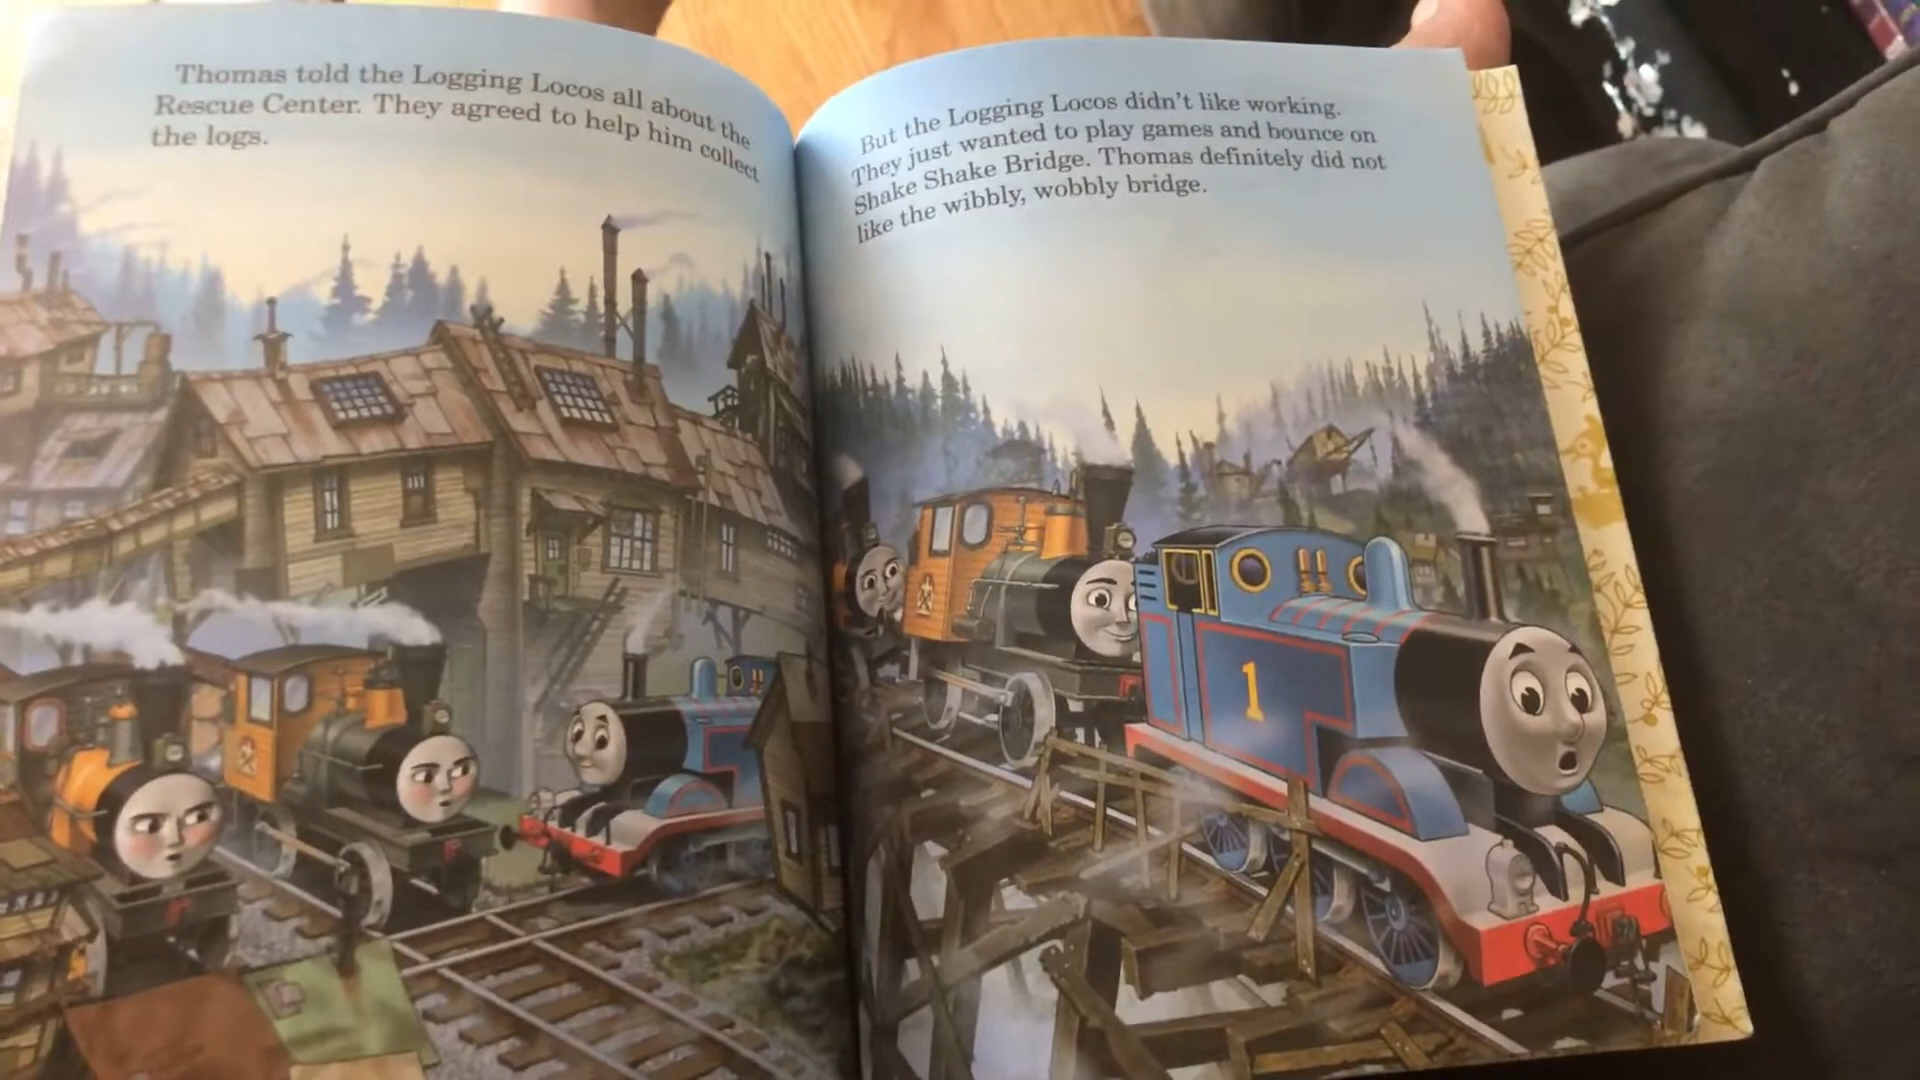 Thomas told the Logging Locos all about the
Rescue Center. They agreed to help him collect
the logs.
But the Logging Locos didn't like working.
They just wanted to play games and bounce on
Shake Shake Bridge. Thomas definitely did not
like the wibbly, wobbly bridge.
1